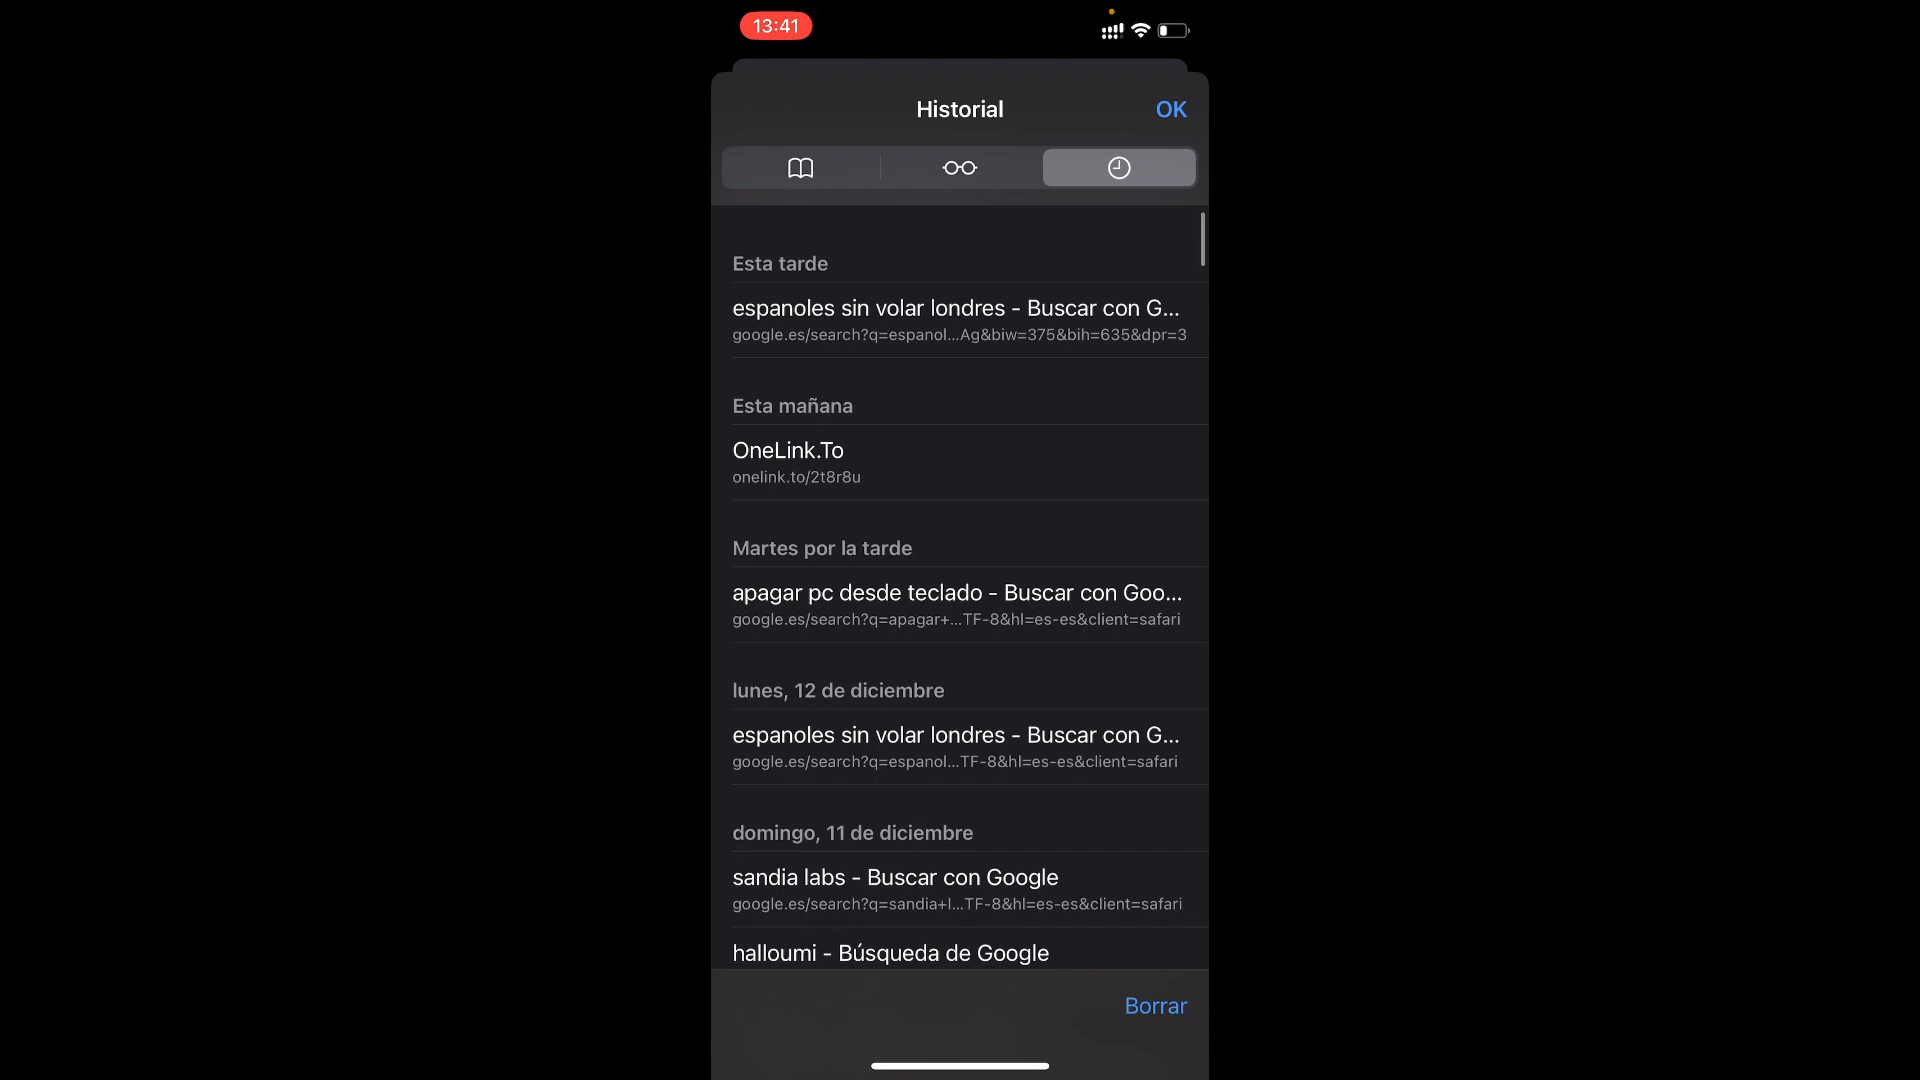 13:41
Historial
OK
Esta tarde
espanoles sin volar londres - Buscar con G...
google.es/search?q=espanol...Ag&biw=375&bih=635&dpr=3
Esta mañana
OneLink.To
onelink.to/2t8r8u
Martes por la tarde
apagar pc desde teclado - Buscar con Goo...
google.es/search?q=apagar+...TF-8&hl=es-es&client=safari
lunes, 12 de diciembre
espanoles sin volar londres - Buscar con G...
google.es/search?q=espanol...TF-8&hl=es-es&client=safari
domingo, 11 de diciembre
sandia labs - Buscar con Google
google.es/search?q=sandia+l...TF-8&hl=es-es&client=safari
halloumi - Búsqueda de Google
Borrar